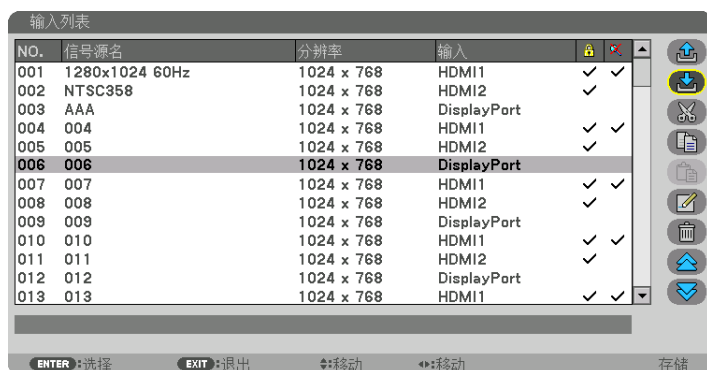 输入列表
NO. 信号源名 分辨率 输入
001 1280x1024 60Hz 1024 x 768 HDMI1 ✓ ✓
002 NTSC358 1024 x 768 HDMI2 ✓
003 AAA 1024 x 768 DisplayPort
004 004 1024 x 768 HDMI1 ✓ ✓
005 005 1024 x 768 HDMI2 ✓
006 006 1024 x 768 DisplayPort
007 007 1024 x 768 HDMI1 ✓ ✓
008 008 1024 x 768 HDMI2 ✓
009 009 1024 x 768 DisplayPort
010 010 1024 x 768 HDMI1 ✓ ✓
011 011 1024 x 768 HDMI2 ✓
012 012 1024 x 768 DisplayPort
013 013 1024 x 768 HDMI1 ✓ ✓
ENTER:选择 EXIT:退出 :移动 :移动 存储